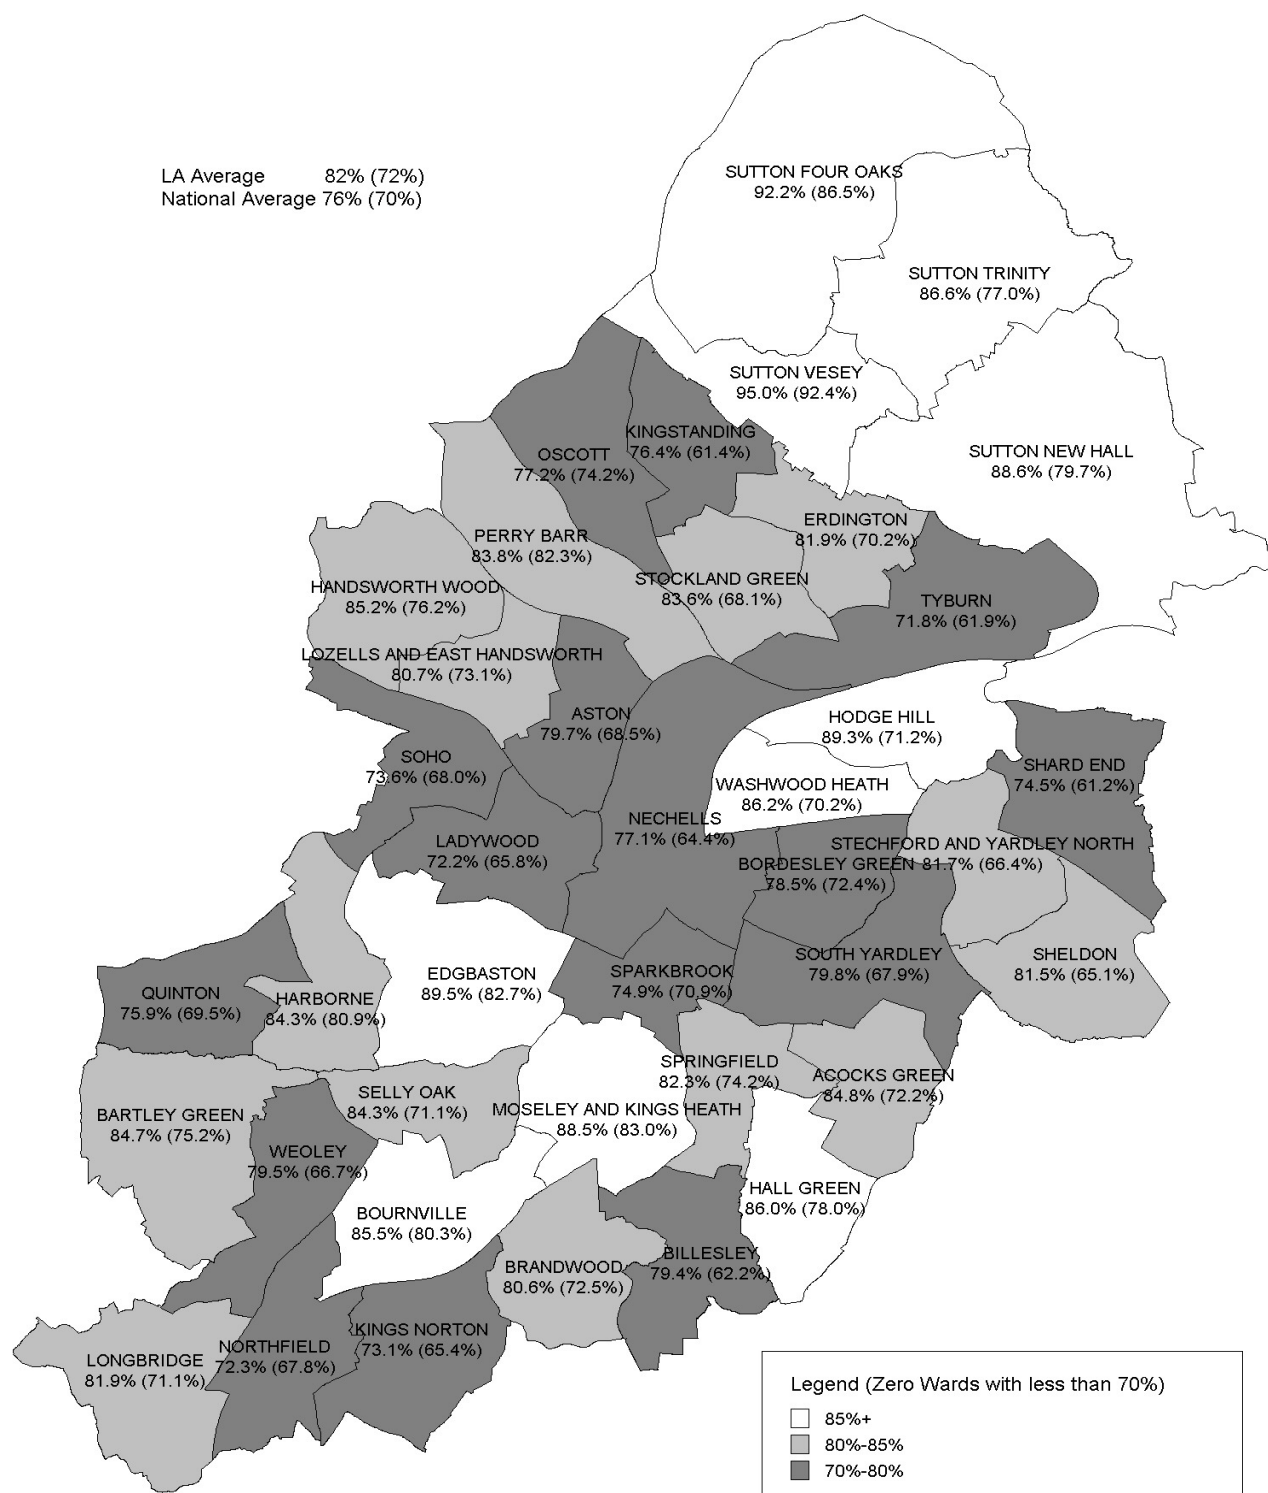 SUTTON FOUR OAKS
92.2% (86.5%)
LA Average 82% (72%)
National Average 76% (70%)
SUTTON TRINITY
86.6% (77.0%)
SUTTON VESEY
95.0% (92.4%)
KINGSTANDING
76.4% (61.4%)
OSCOTT
77.2% (74.2%)
SUTTON NEW HALL
88.6% (79.7%)
ERDINGTON
81.9% (70.2%)
PERRY BARR
83.8% (82.3%)
STOCKLAND GREEN
83.6% (68.1%)
HANDSWORTH WOOD
85.2% (76.2%)
TYBURN
71.8% (61.9%)
LOZELLS AND EAST HANDSWORTH
80.7% (73.1%)
ASTON
79.7% (68.5%)
HODGE HILL
89.3% (71.2%)
SOHO
73.6% (68.0%)
SHARD END
74.5% (61.2%)
WASHWOOD HEATH
86.2% (70.2%)
NECHELLS
77.1% (64.4%)
LADYWOOD
72.2% (65.8%)
STECHFORD AND YARDLEY NORTH
81.7% (66.4%)
BORDESLEY GREEN
78.5% (72.4%)
SOUTH YARDLEY
79.8% (67.9%)
SHELDON
81.5% (65.1%)
EDGBASTON
89.5% (82.7%)
SPARKBROOK
74.9% (70.9%)
QUINTON
75.9% (69.5%)
HARBORNE
84.3% (80.9%)
SPRINGFIELD
82.3% (74.2%)
ACOCKS GREEN
84.8% (72.2%)
SELLY OAK
84.3% (71.1%)
MOSELEY AND KINGS HEATH
88.5% (83.0%)
BARTLEY GREEN
84.7% (75.2%)
WEOLEY
79.5% (66.7%)
HALL GREEN
86.0% (78.0%)
BOURNVILLE
85.5% (80.3%)
BILLESLEY
79.4% (62.2%)
BRANDWOOD
80.6% (72.5%)
KINGS NORTON
73.1% (65.4%)
NORTHFIELD
72.3% (67.8%)
LONGBRIDGE
81.9% (71.1%)
Legend (Zero Wards with less than 70%)
85%+
80%-85%
70%-80%